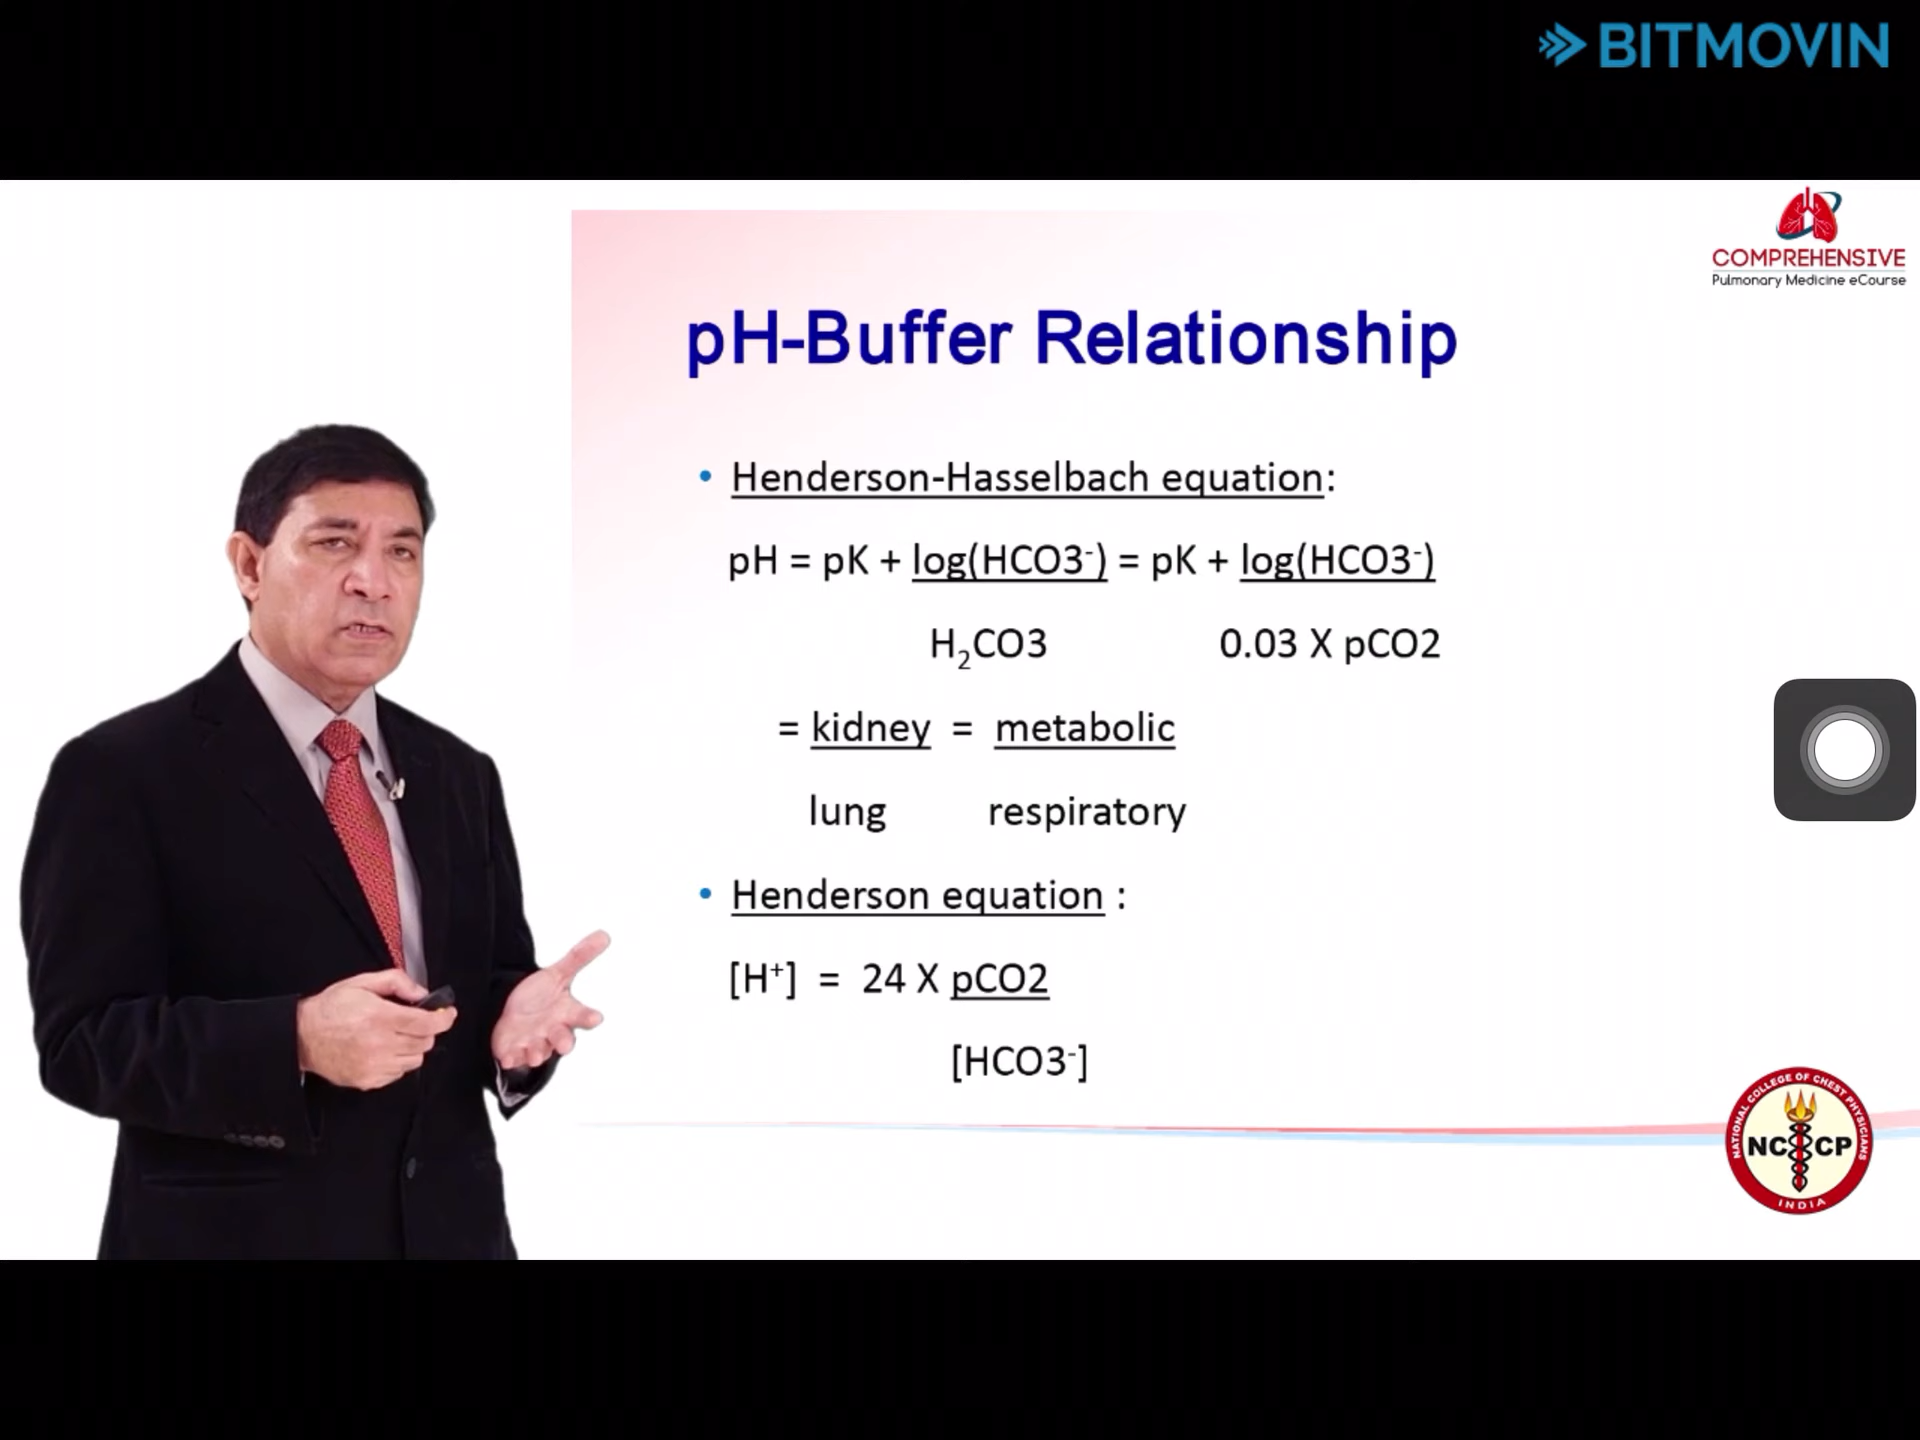 BITMOVIN
COMPREHENSIVE
Pulmonary Medicine eCourse
pH-Buffer Relationship
• Henderson-Hasselbach equation:
pH = pK + log(HCO3⁻) = pK + log(HCO3⁻)
H₂CO3 0.03 X pCO2
= kidney = metabolic
lung respiratory
• Henderson equation :
[H⁺] = 24 X pCO2
[HCO3⁻]
NATIONAL COLLEGE OF CHEST PHYSICIANS
NCCP
INDIA